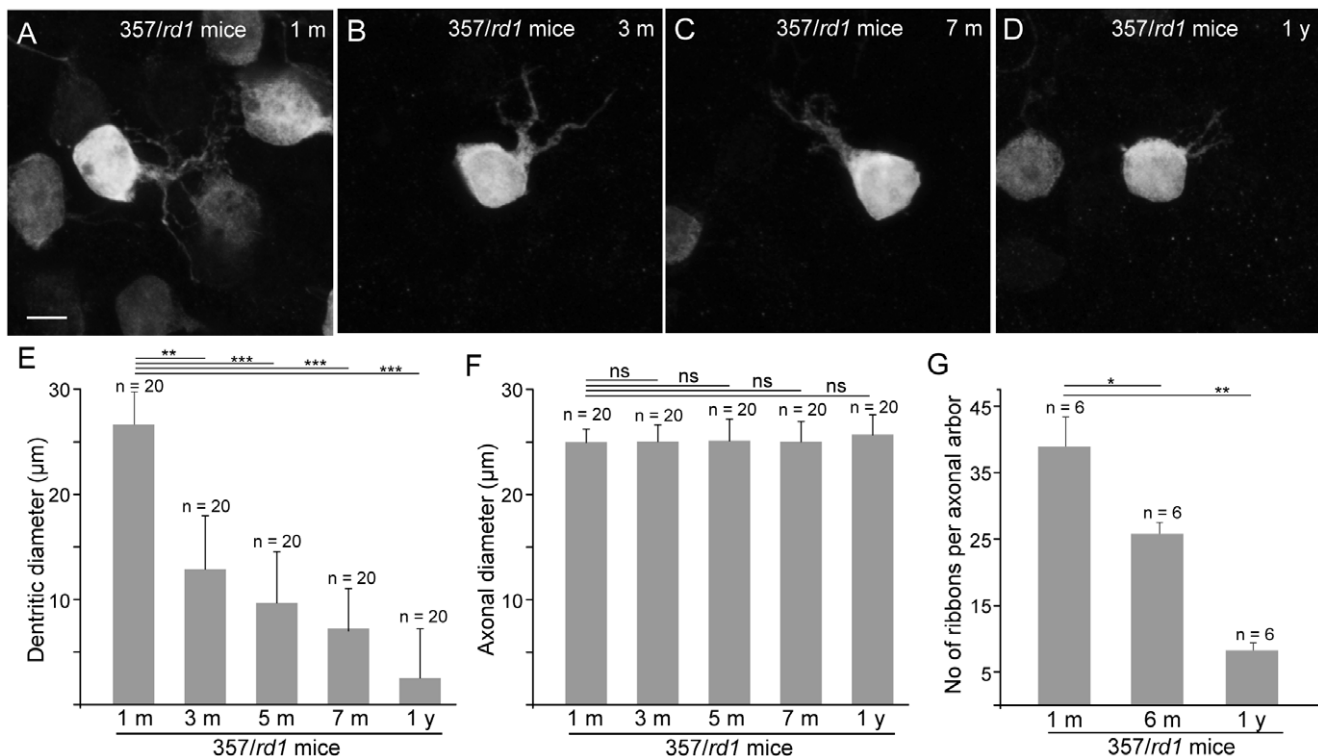 A 357/rd1 mice 1 m
B 357/rd1 mice 3 m
C 357/rd1 mice 7 m
D 357/rd1 mice 1 y
E
** *** *** ***
Dentritic diameter (µm)
30
20
10
n = 20
n = 20
n = 20
n = 20
n = 20
1 m 3 m 5 m 7 m 1 y
357/rd1 mice
F
ns ns ns ns
Axonal diameter (µm)
30
20
10
n = 20 n = 20 n = 20 n = 20 n = 20
1 m 3 m 5 m 7 m 1 y
357/rd1 mice
G
* **
No of ribbons per axonal arbor
45
35
25
15
5
n = 6
n = 6
n = 6
1 m 6 m 1 y
357/rd1 mice